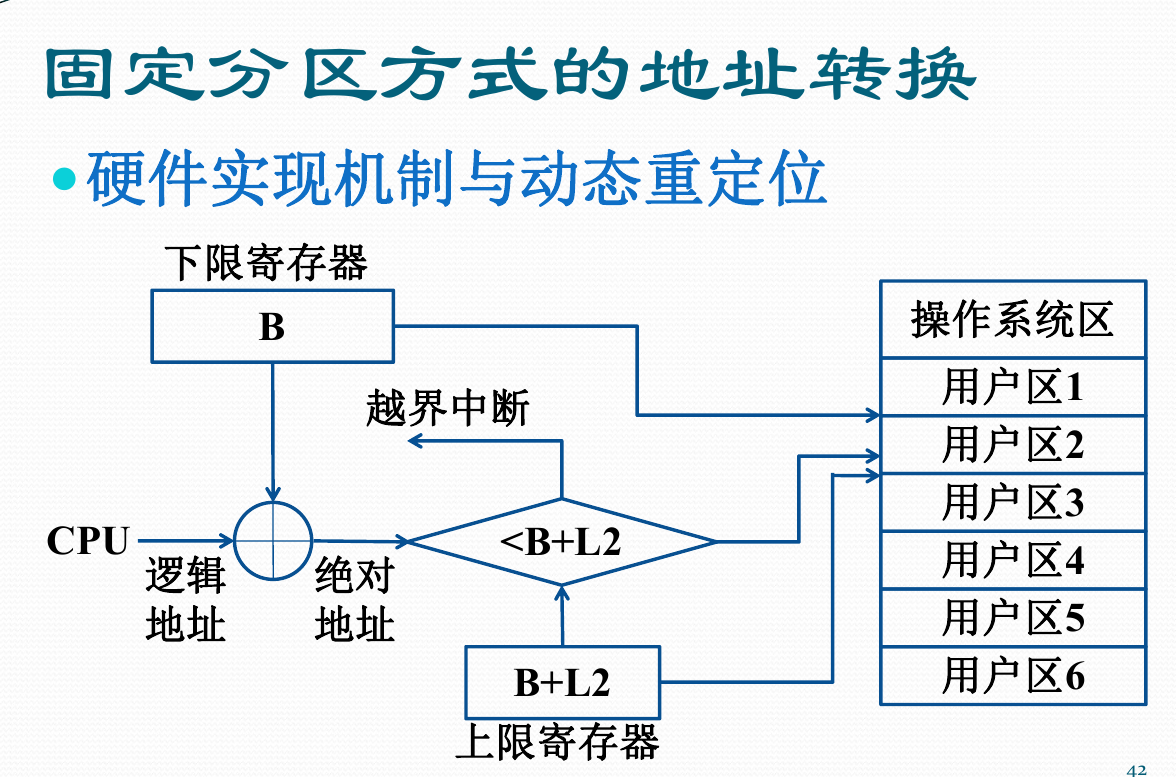 固定分区方式的地址转换
•硬件实现机制与动态重定位
下限寄存器
B
操作系统区
用户区1
用户区2
用户区3
用户区4
用户区5
用户区6
越界中断
CPU
逻辑
地址
绝对
地址
<B+L2
B+L2
上限寄存器
42